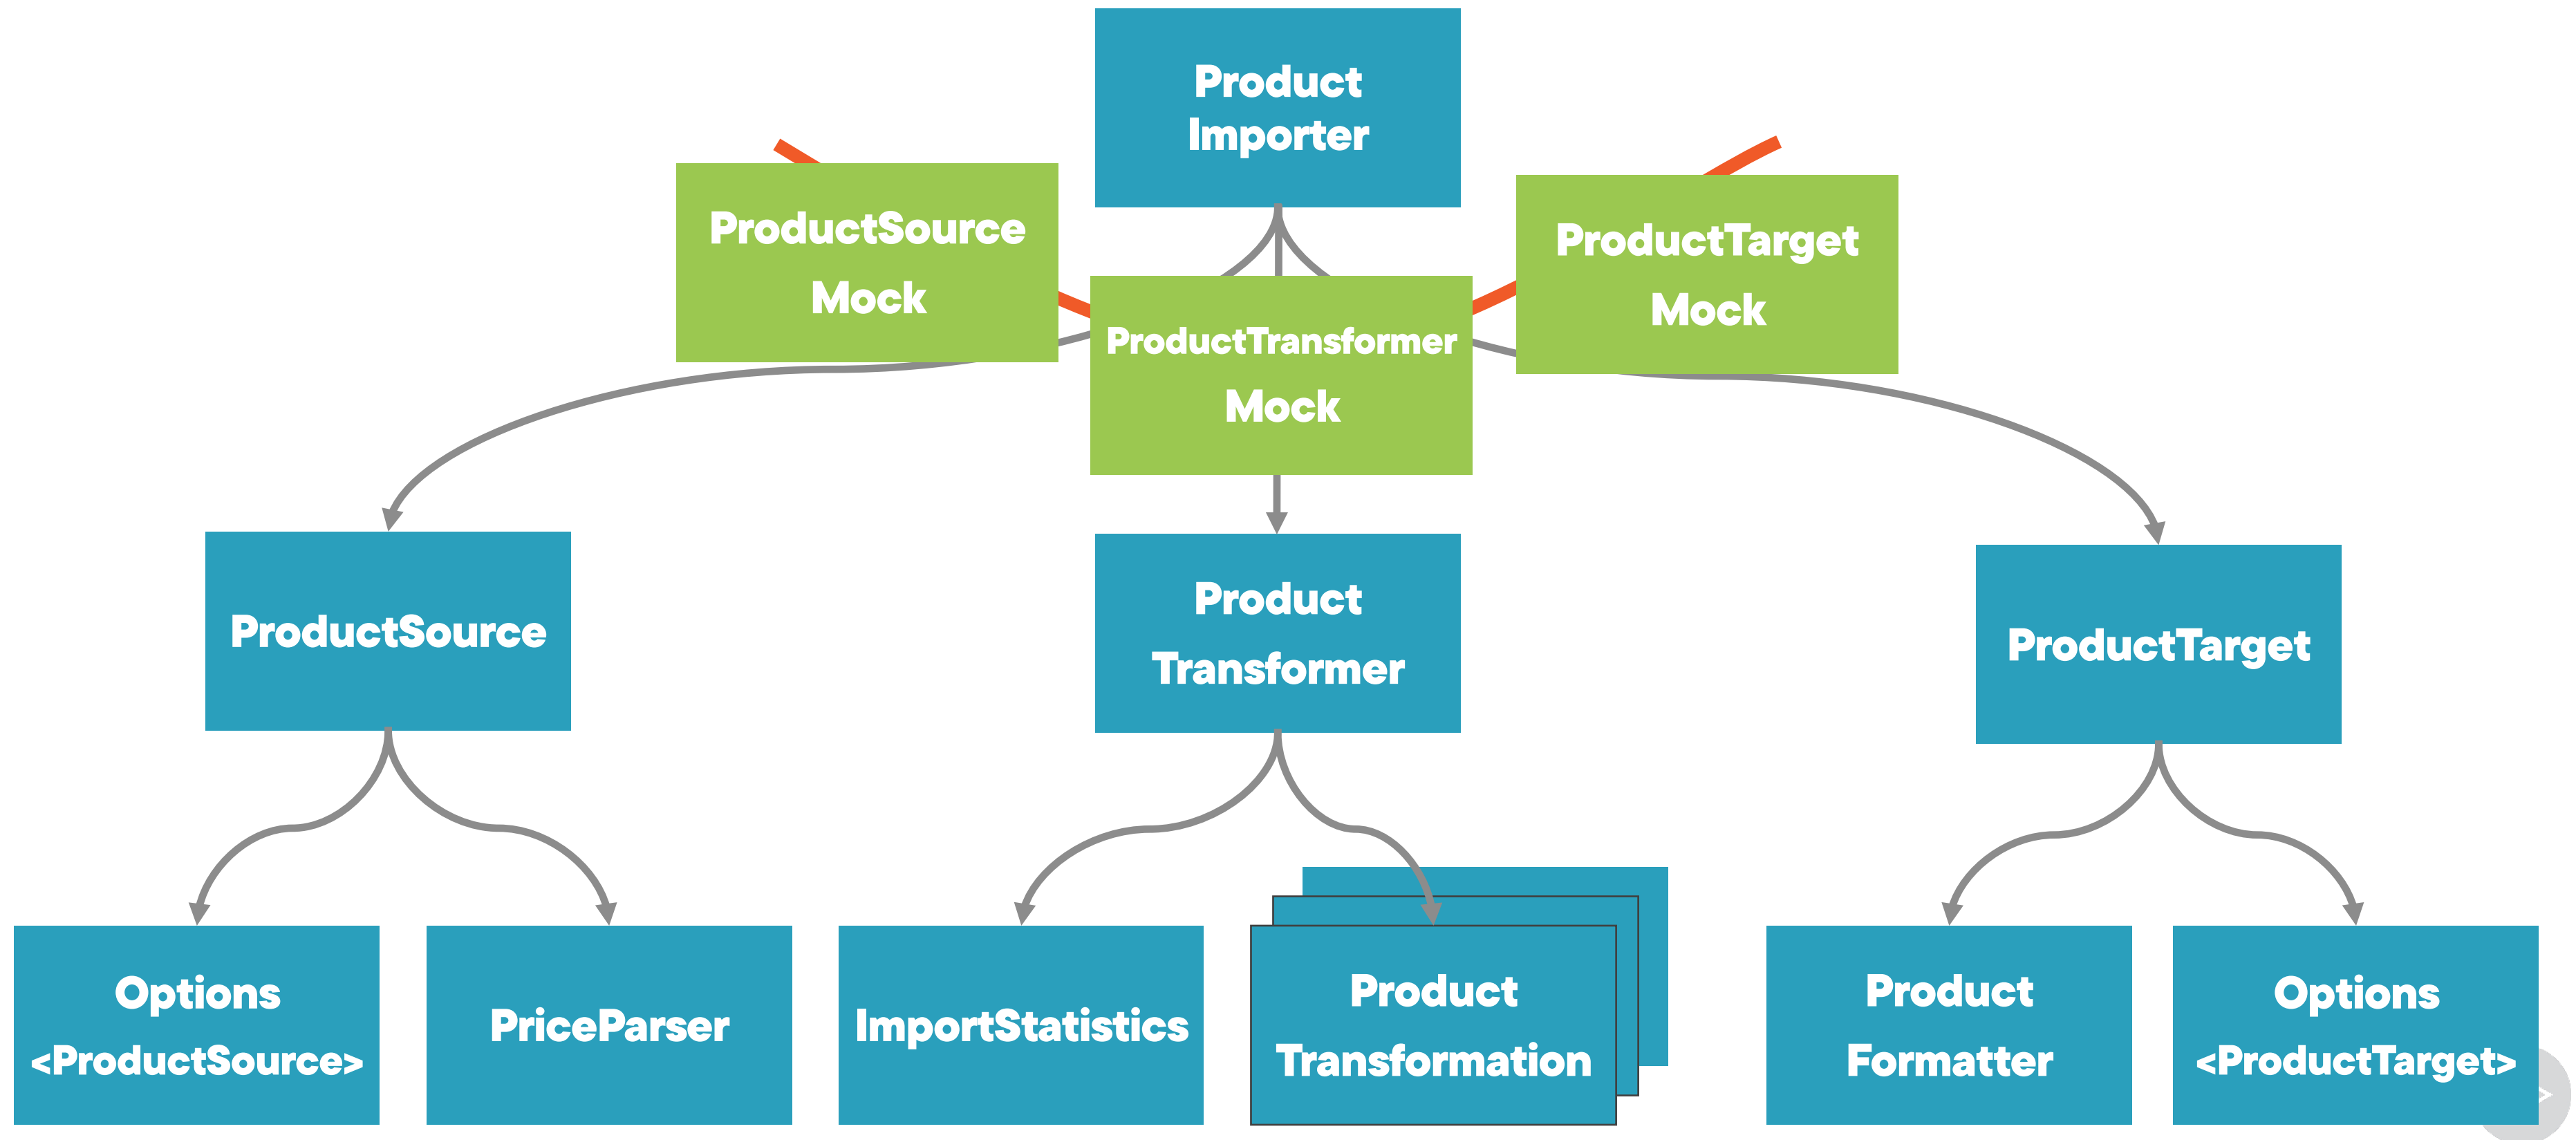 Product
Importer
ProductSource
Mock
ProductTransformer
Mock
ProductTarget
Mock
ProductSource
Product
Transformer
ProductTarget
Options
<ProductSource>
PriceParser
ImportStatistics
Product
Transformation
Product
Formatter
Options
<ProductTarget>